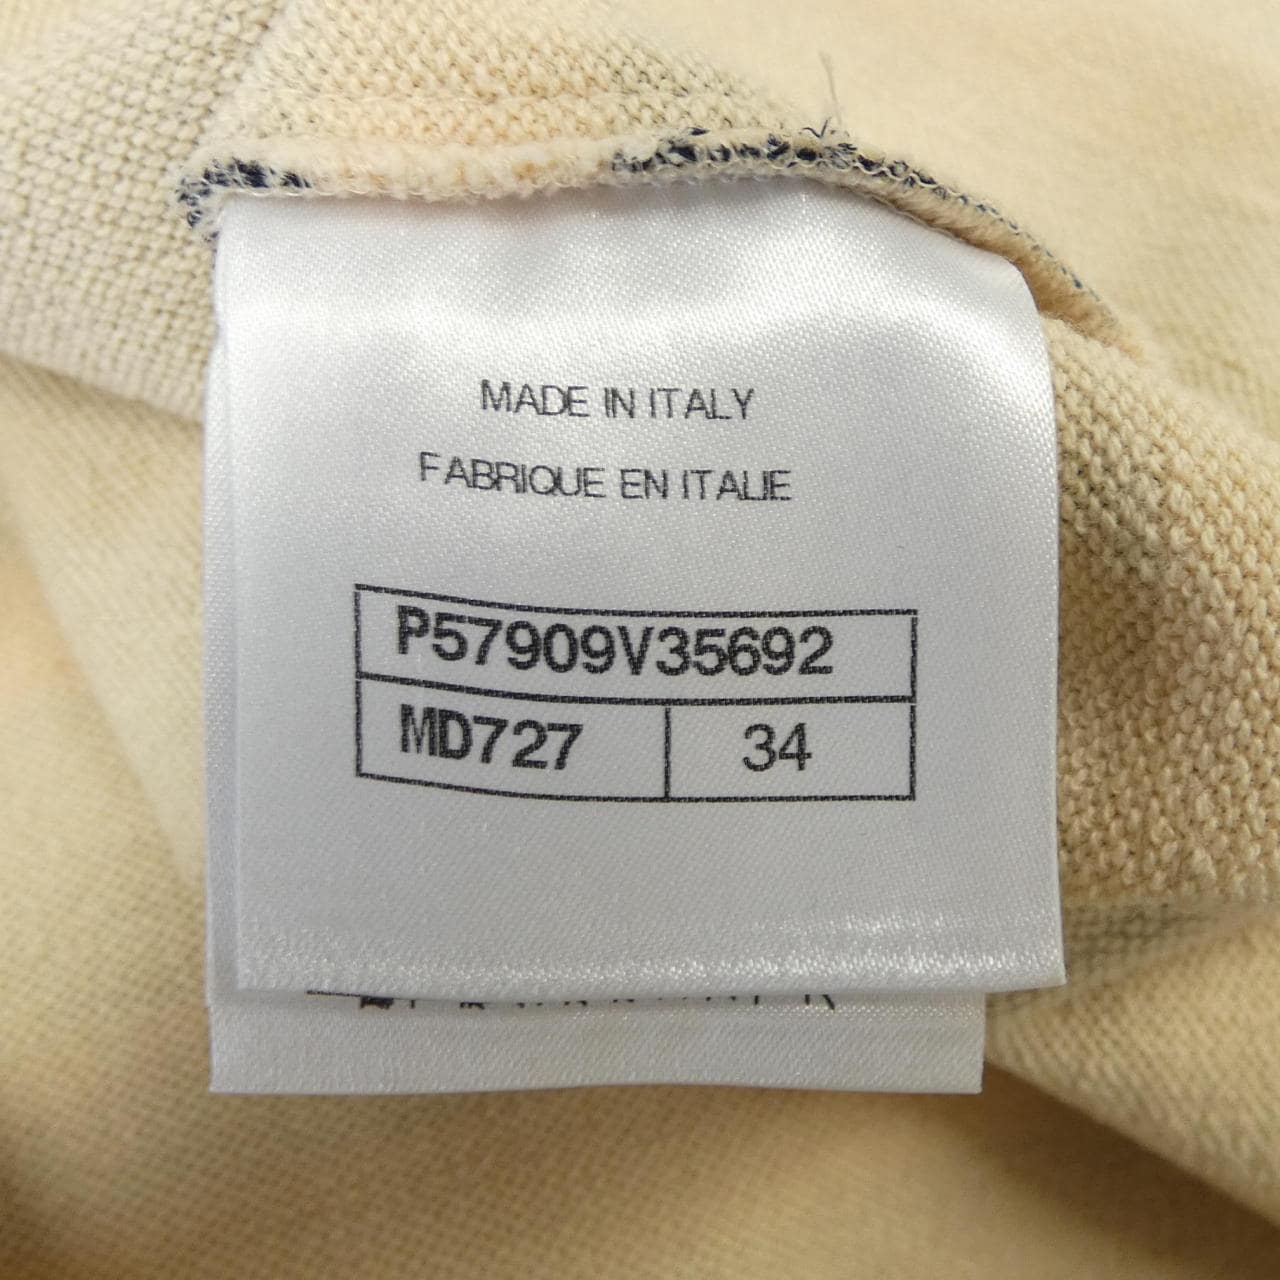 MADE IN ITALY
FABRIQUE EN ITALIE
P57909V35692
MD727 34